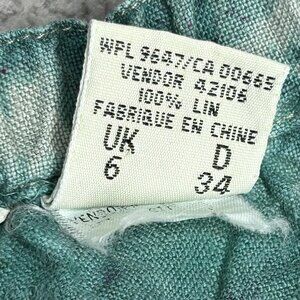 WPL 9647/CA 00665
VENDOR 42106
100% LIN
FABRIQUE EN CHINE
UK D
6 34